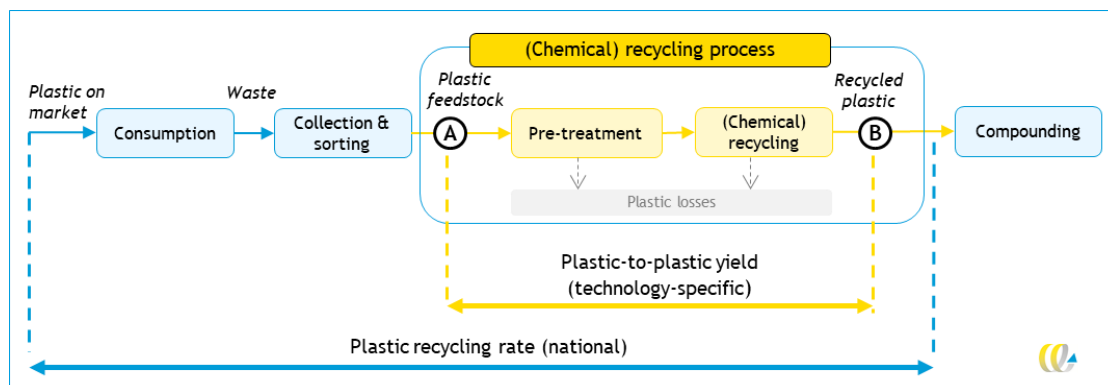 (Chemical) recycling process
Plastic on
market
Waste
Plastic
feedstock
Recycled
plastic
Consumption
Collection &
sorting
A
Pre-treatment
(Chemical)
recycling
B
Compounding
Plastic losses
Plastic-to-plastic yield
(technology-specific)
Plastic recycling rate (national)